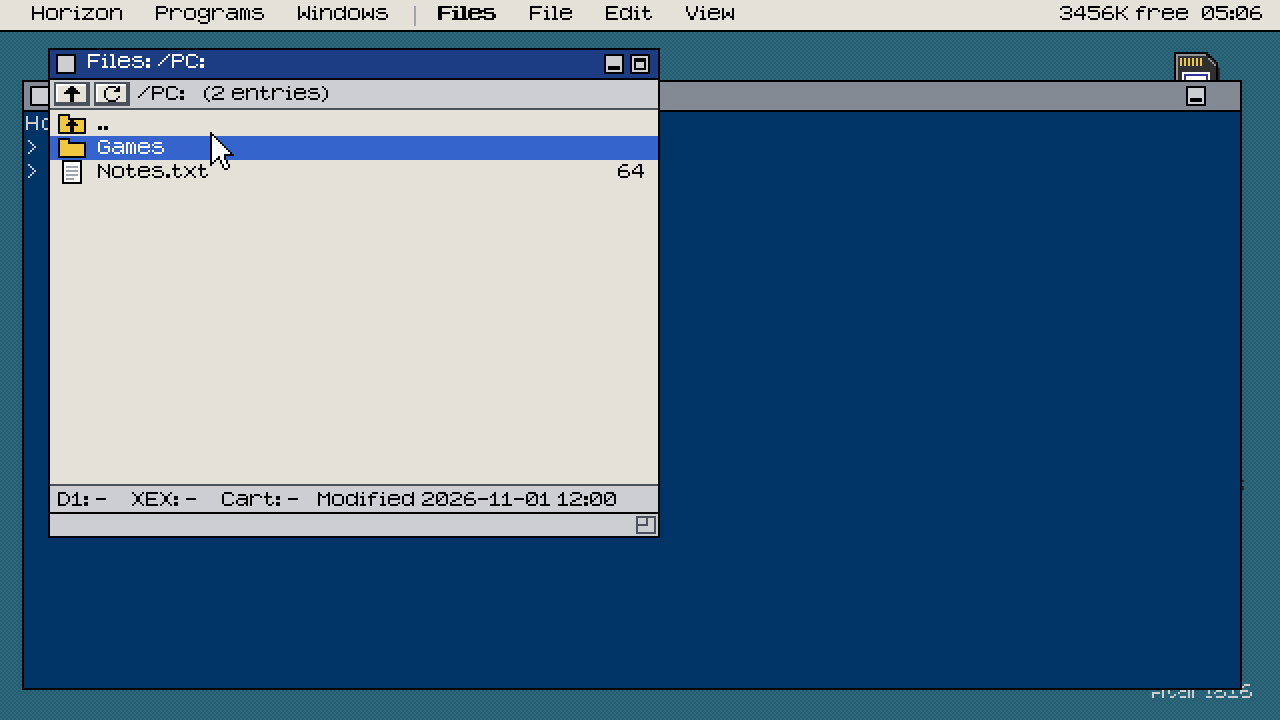 Horizon Programs Windows | Files File Edit View 3456K free 05:06
Files: /PC:
/PC: (2 entries)
..
Games
Notes.txt 64
D1: - XEX: - Cart: - Modified 2026-11-01 12:00
>
>